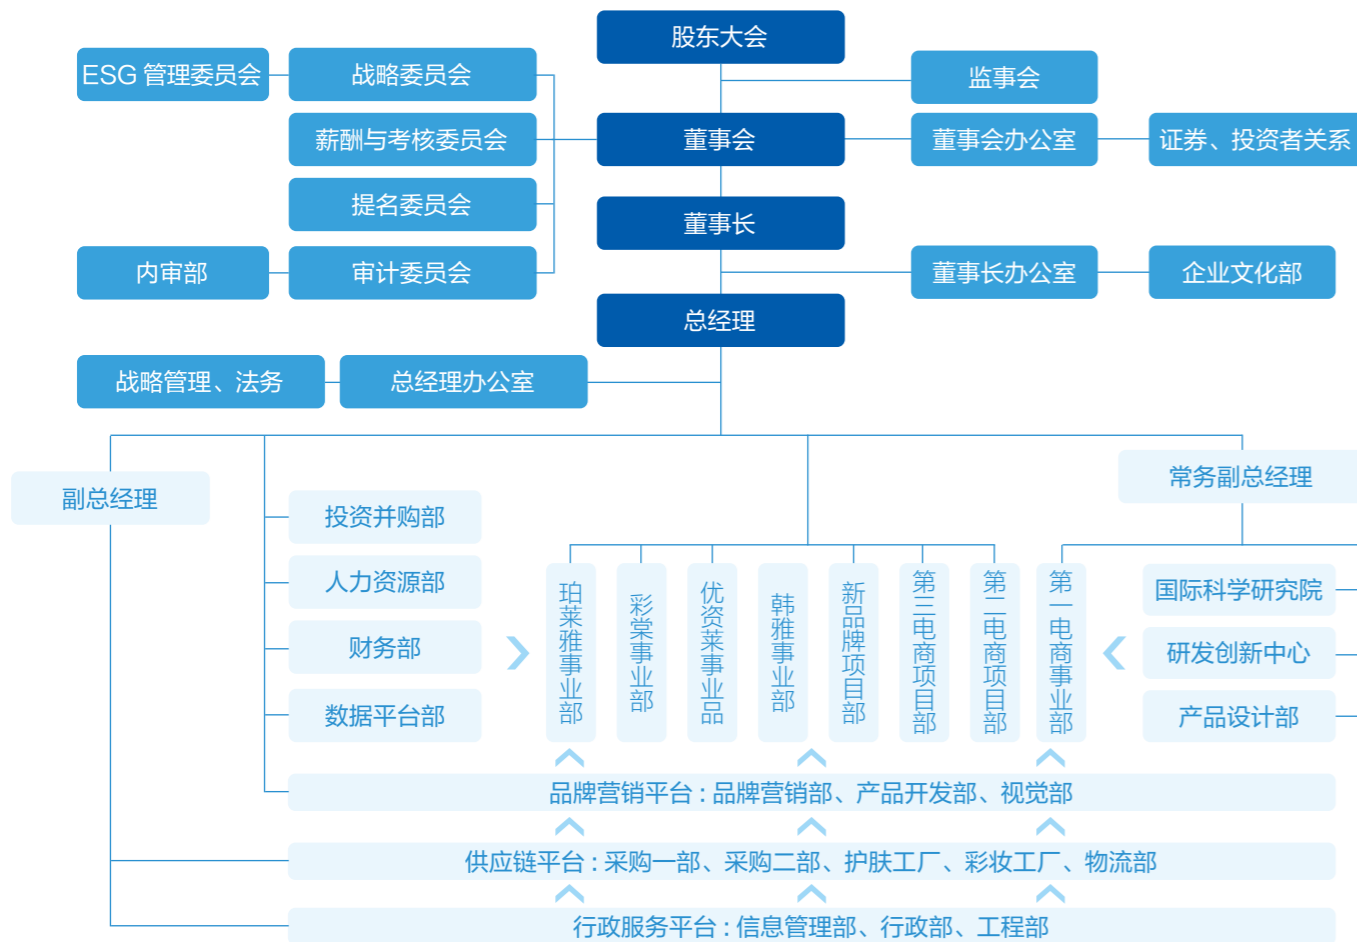 股东大会
ESG 管理委员会
战略委员会
监事会
薪酬与考核委员会
董事会
董事会办公室
证券、投资者关系
提名委员会
董事长
内审部
审计委员会
董事长办公室
企业文化部
总经理
战略管理、法务
总经理办公室
副总经理
常务副总经理
投资并购部
人力资源部
财务部
数据平台部
珀莱雅事业部
彩棠事业部
优资莱事业品
韩雅事业部
新品牌项目部
第三电商项目部
第二电商项目部
第一电商事业部
国际科学研究院
研发创新中心
产品设计部
品牌营销平台 : 品牌营销部、产品开发部、视觉部
供应链平台 : 采购一部、采购二部、护肤工厂、彩妆工厂、物流部
行政服务平台 : 信息管理部、行政部、工程部